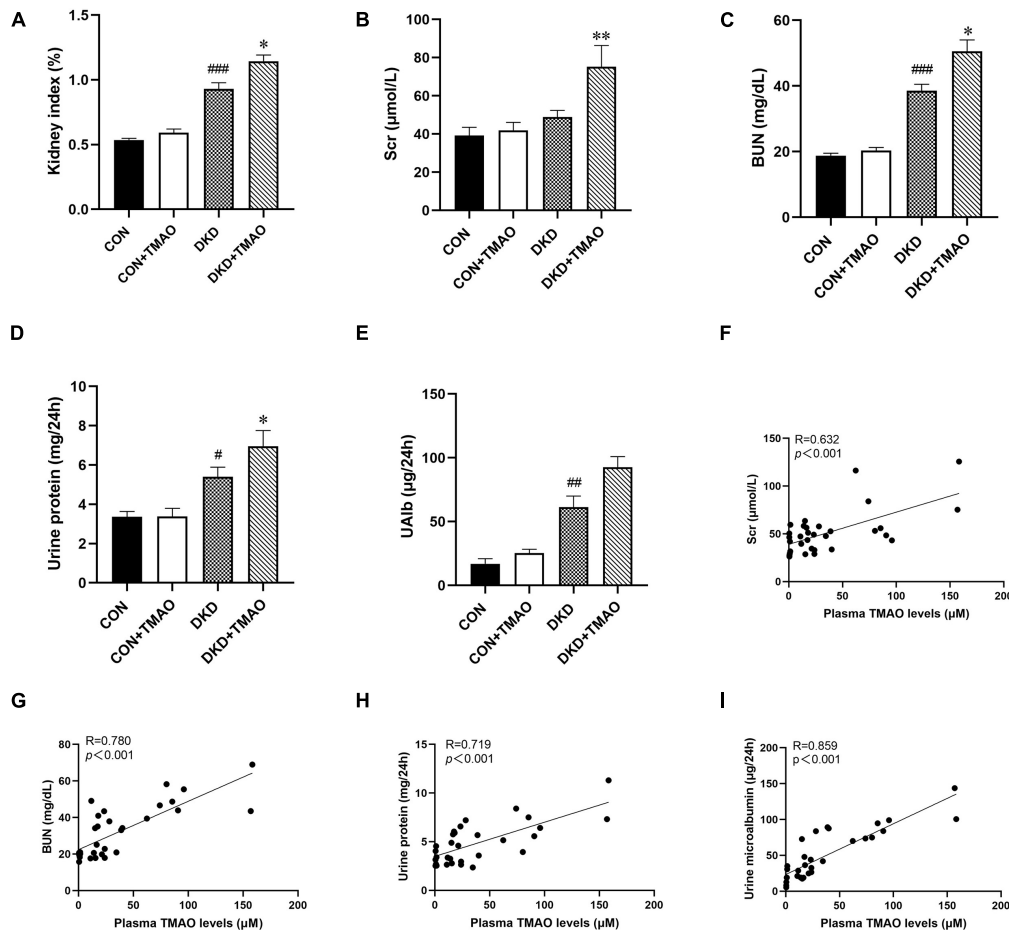 A
Kidney index (%)
1.5
1.0
0.5
0.0
###
*
CON
CON+TMAO
DKD
DKD+TMAO
B
Scr (μmol/L)
100
80
60
40
20
0
**
CON
CON+TMAO
DKD
DKD+TMAO
C
BUN (mg/dL)
60
40
20
0
###
*
CON
CON+TMAO
DKD
DKD+TMAO
D
Urine protein (mg/24h)
10
8
6
4
2
0
#
*
CON
CON+TMAO
DKD
DKD+TMAO
E
UAlb (μg/24h)
150
100
50
0
##
CON
CON+TMAO
DKD
DKD+TMAO
F
R=0.632
p<0.001
Scr (μmol/L)
150
100
50
0
0 50 100 150 200
Plasma TMAO levels (μM)
G
R=0.780
p<0.001
BUN (mg/dL)
80
60
40
20
0
0 50 100 150 200
Plasma TMAO levels (μM)
H
R=0.719
p<0.001
Urine protein (mg/24h)
15
10
5
0
0 50 100 150 200
Plasma TMAO levels (μM)
I
R=0.859
p<0.001
Urine microalbumin (μg/24h)
200
150
100
50
0
0 50 100 150 200
Plasma TMAO levels (μM)